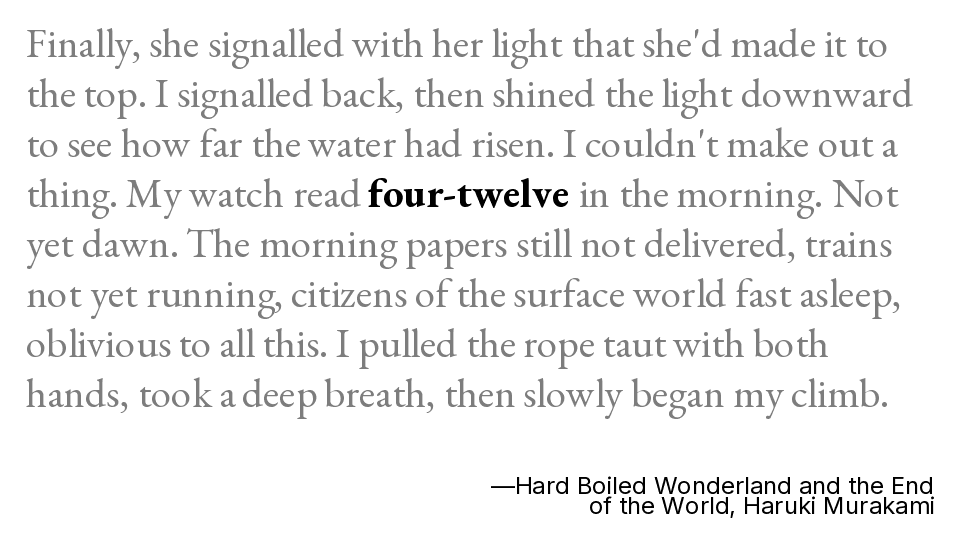 Finally, she signalled with her light that she'd made it to
the top. I signalled back, then shined the light downward
to see how far the water had risen. I couldn't make out a
thing. My watch read four-twelve in the morning. Not
yet dawn. The morning papers still not delivered, trains
not yet running, citizens of the surface world fast asleep,
oblivious to all this. I pulled the rope taut with both
hands, took a deep breath, then slowly began my climb.
—Hard Boiled Wonderland and the End
of the World, Haruki Murakami